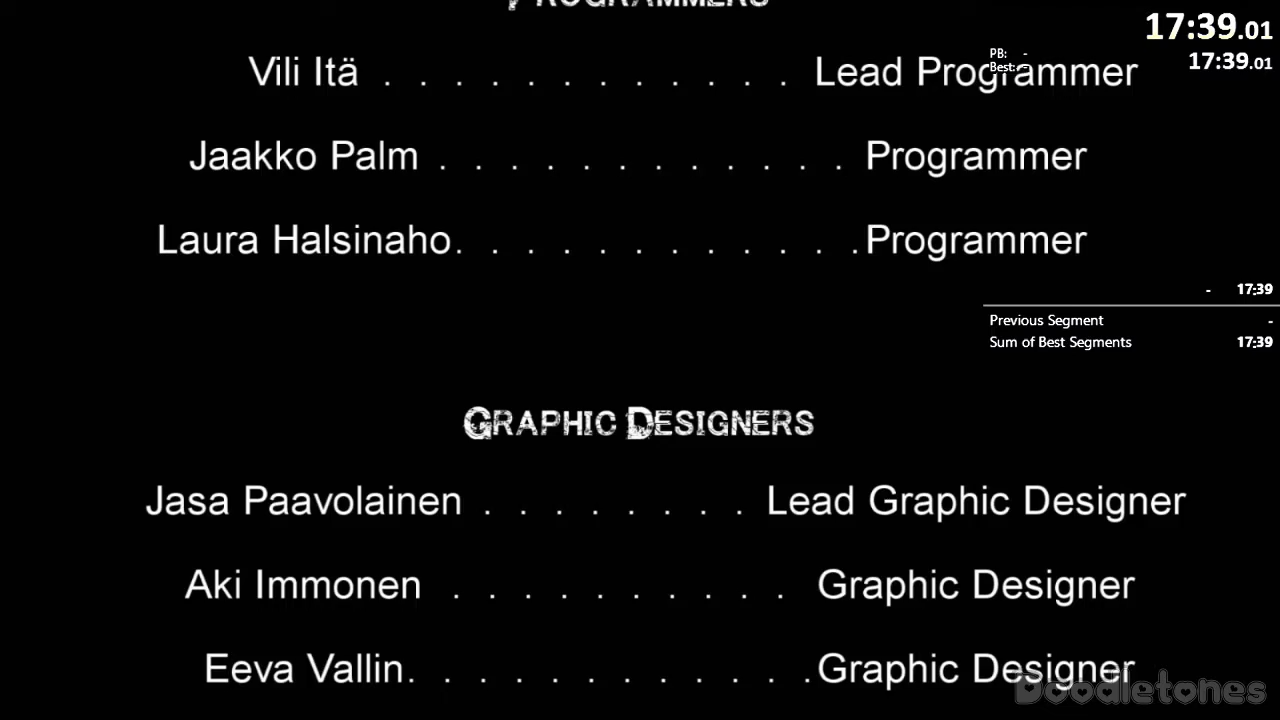 PROGRAMMERS
17:39.01
PB: -
Best: -
17:39.01
Vili Itä . . . . . . . . . . . . Lead Programmer
Jaakko Palm . . . . . . . . . . . . Programmer
Laura Halsinaho. . . . . . . . . . . .Programmer
- 17:39
Previous Segment -
Sum of Best Segments 17:39
GRAPHIC DESIGNERS
Jasa Paavolainen . . . . . . . . Lead Graphic Designer
Aki Immonen . . . . . . . . . . Graphic Designer
Eeva Vallin. . . . . . . . . . . .Graphic Designer
Doodletones